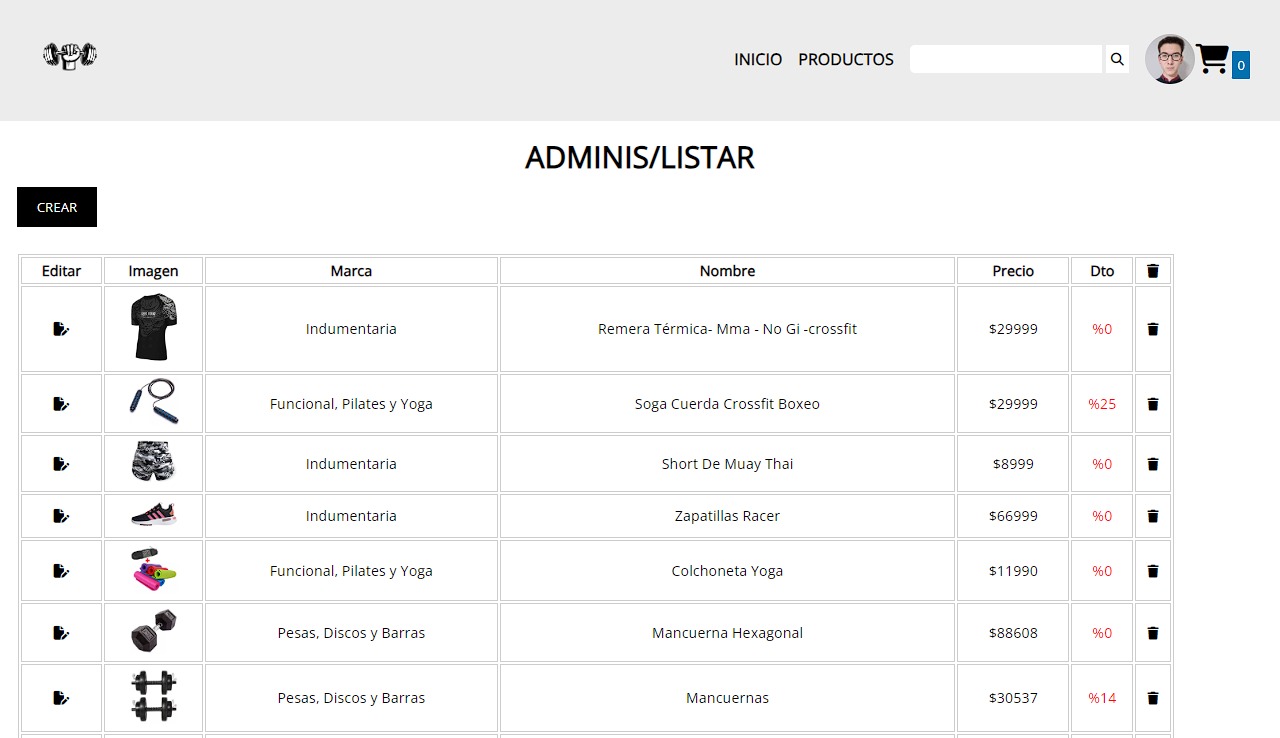 INICIO PRODUCTOS 0
ADMINIS/LISTAR
CREAR
Editar Imagen Marca Nombre Precio Dto
Indumentaria Remera Térmica- Mma - No Gi -crossfit $29999 %0
Funcional, Pilates y Yoga Soga Cuerda Crossfit Boxeo $29999 %25
Indumentaria Short De Muay Thai $8999 %0
Indumentaria Zapatillas Racer $66999 %0
Funcional, Pilates y Yoga Colchoneta Yoga $11990 %0
Pesas, Discos y Barras Mancuerna Hexagonal $88608 %0
Pesas, Discos y Barras Mancuernas $30537 %14